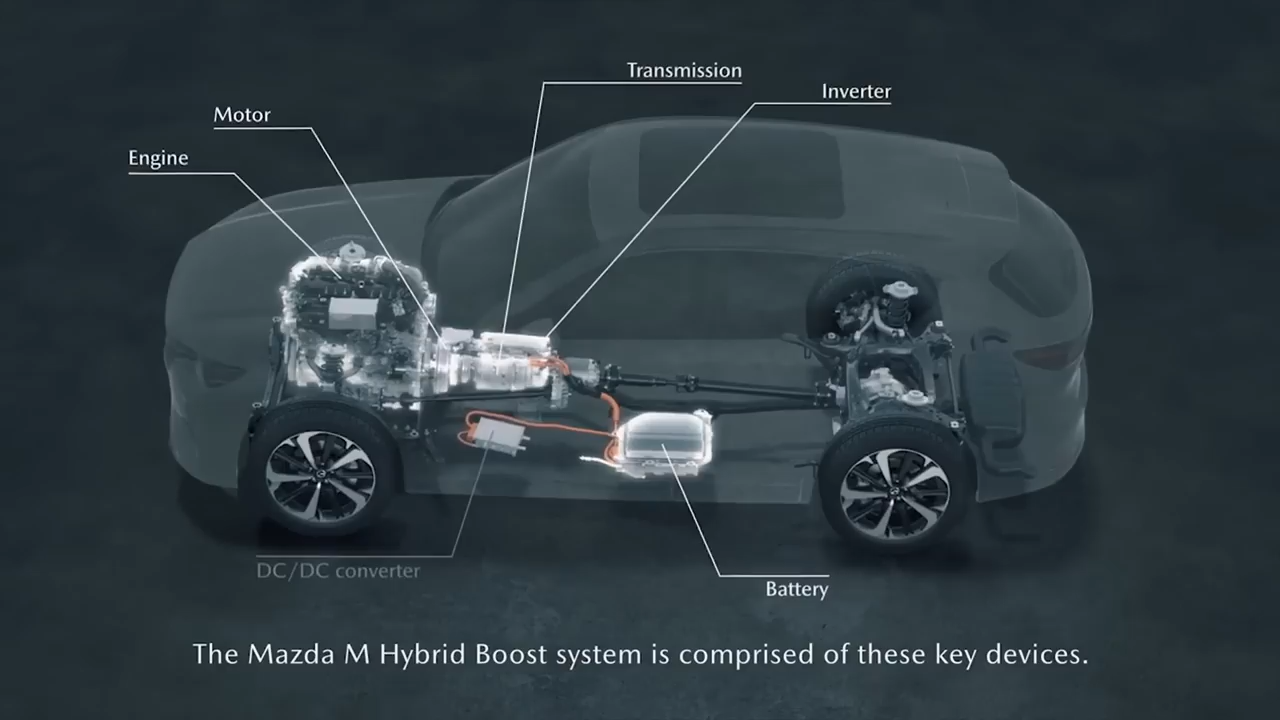 Transmission
Inverter
Motor
Engine
DC/DC converter
Battery
The Mazda M Hybrid Boost system is comprised of these key devices.